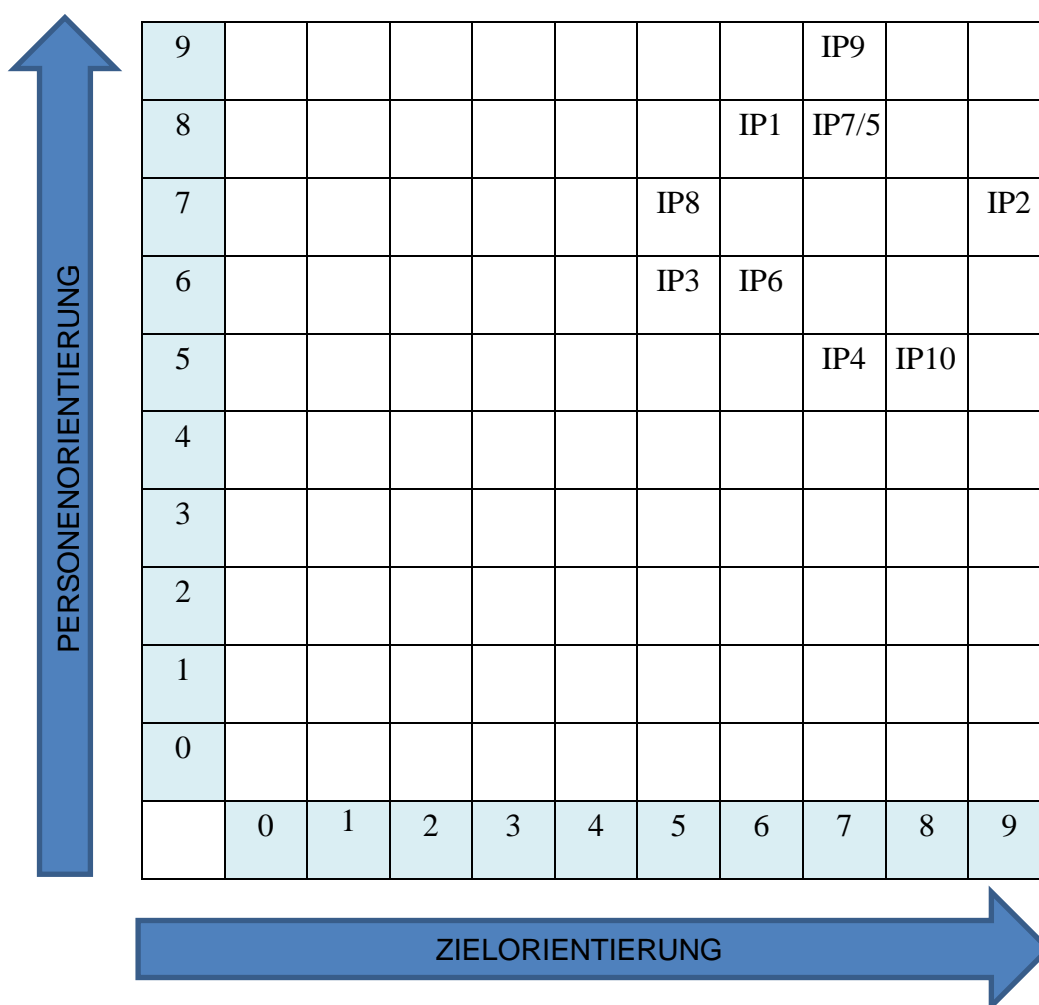 PERSONENORIENTIERUNG
9 IP9
8 IP1 IP7/5
7 IP8 IP2
6 IP3 IP6
5 IP4 IP10
4
3
2
1
0
0 1 2 3 4 5 6 7 8 9
ZIELORIENTIERUNG